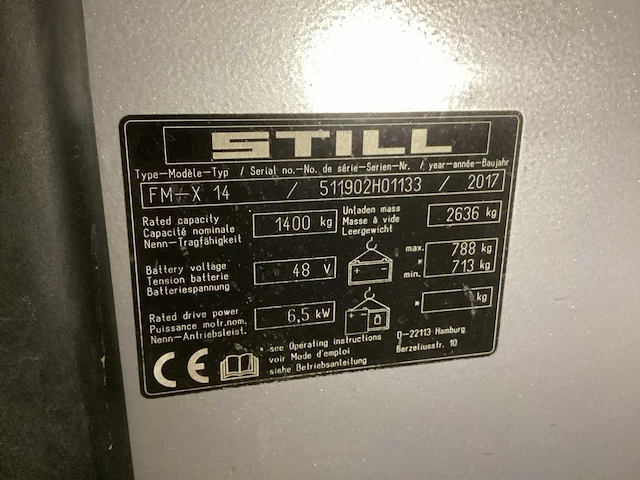 STILL
Type-Modèle-Typ / Serial no.-No. de série-Serien-Nr. / year-année-Baujahr
FM-X 14 / 511902H01133 / 2017
Rated capacity
Capacité nominale
Nenn-Tragfähigkeit
1400 kg
Unladen mass
Masse à vide
Leergewicht
2636 kg
Battery voltage
Tension batterie
Batteriespannung
48 V
max. 788 kg
*
min. 713 kg
Rated drive power
Puissance motr.nom.
Nenn-Antriebsleist.
6,5 kW
* kg
CE
* see Operating instructions
voir Mode d'emploi
siehe Betriebsanleitung
D-22113 Hamburg
Berzeliusstr. 10